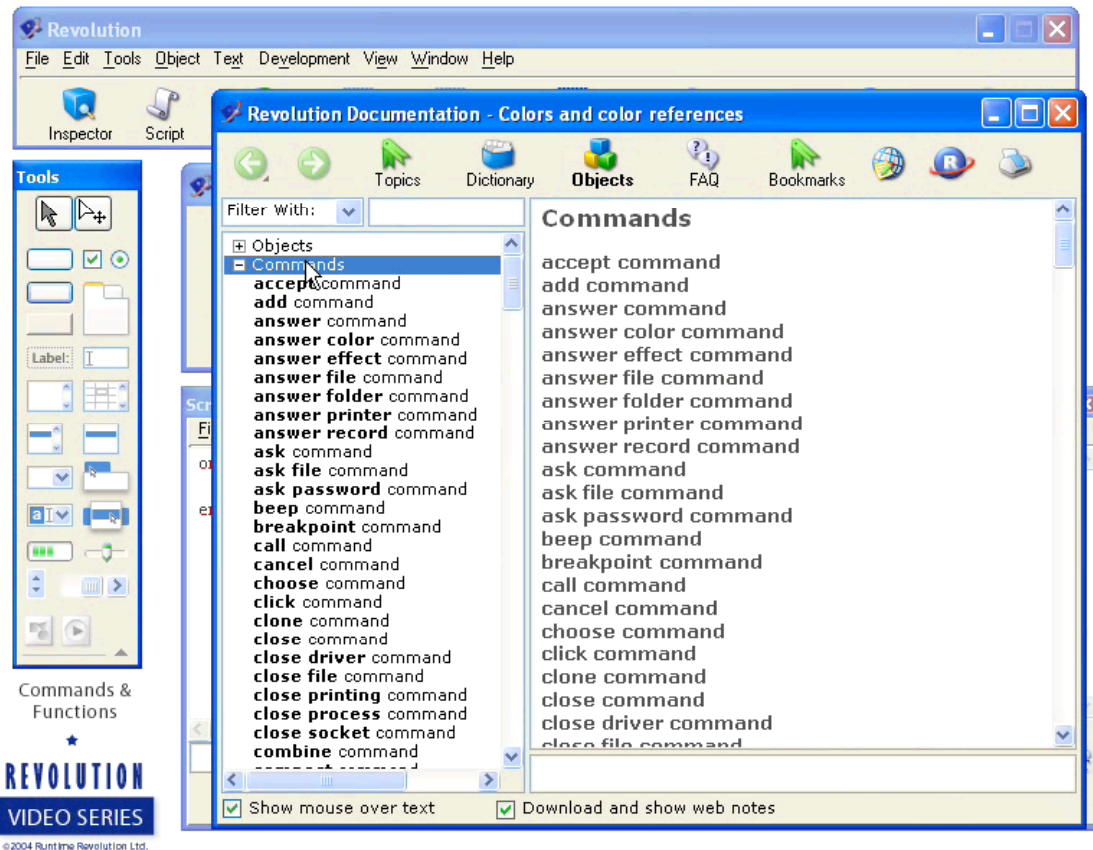 Revolution
File Edit Tools Object Text Development View Window Help
Inspector Script
Revolution Documentation - Colors and color references
Topics Dictionary Objects FAQ Bookmarks
Tools
Label:
Filter With:
Objects
Commands
accept command
add command
answer command
answer color command
answer effect command
answer file command
answer folder command
answer printer command
answer record command
ask command
ask file command
ask password command
beep command
breakpoint command
call command
cancel command
choose command
click command
clone command
close command
close driver command
close file command
close printing command
close process command
close socket command
combine command
Commands
accept command
add command
answer command
answer color command
answer effect command
answer file command
answer folder command
answer printer command
answer record command
ask command
ask file command
ask password command
beep command
breakpoint command
call command
cancel command
choose command
click command
clone command
close command
close driver command
close file command
Show mouse over text
Download and show web notes
Commands &
Functions
REVOLUTION
VIDEO SERIES
©2004 Runtime Revolution Ltd.